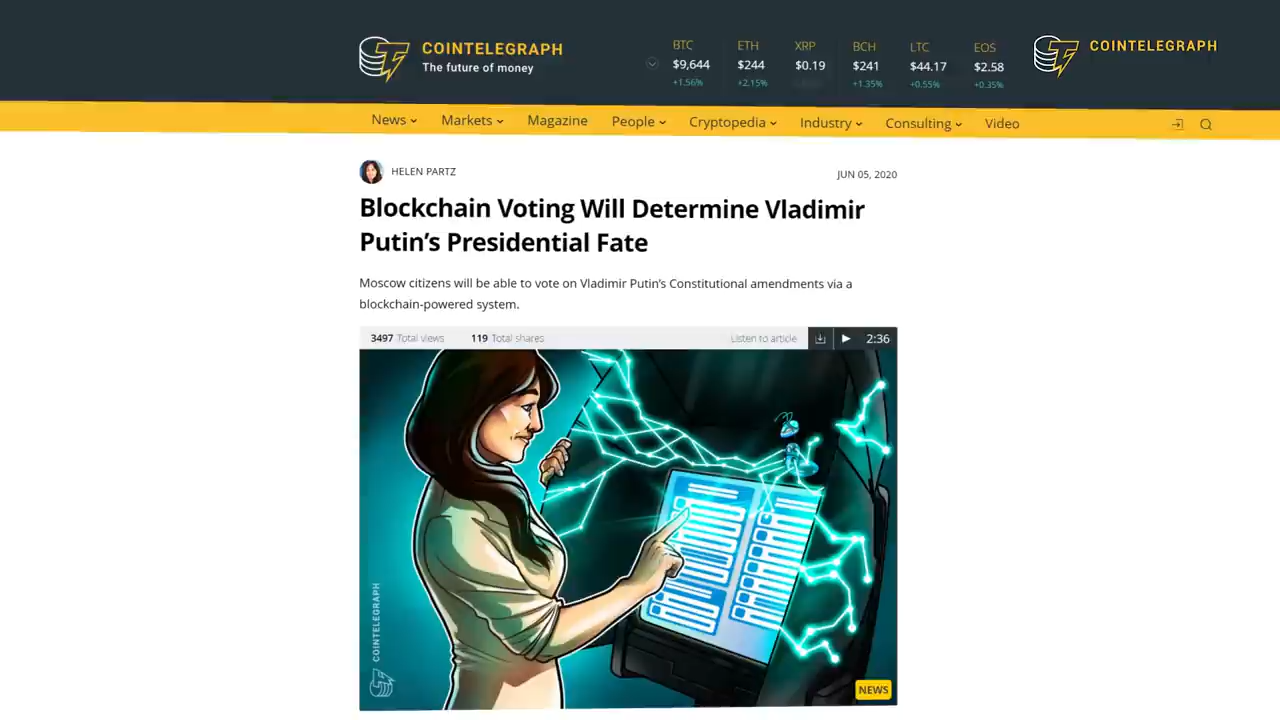 COINTELEGRAPH
The future of money
BTC
$9,644
+1.56%
ETH
$244
+2.15%
XRP
$0.19
BCH
$241
+1.35%
LTC
$44.17
+0.55%
EOS
$2.58
+0.35%
COINTELEGRAPH
News Markets Magazine People Cryptopedia Industry Consulting Video
HELEN PARTZ
JUN 05, 2020
Blockchain Voting Will Determine Vladimir
Putin's Presidential Fate
Moscow citizens will be able to vote on Vladimir Putin's Constitutional amendments via a
blockchain-powered system.
3497 Total views 119 Total shares Listen to article 2:36
COINTELEGRAPH
NEWS